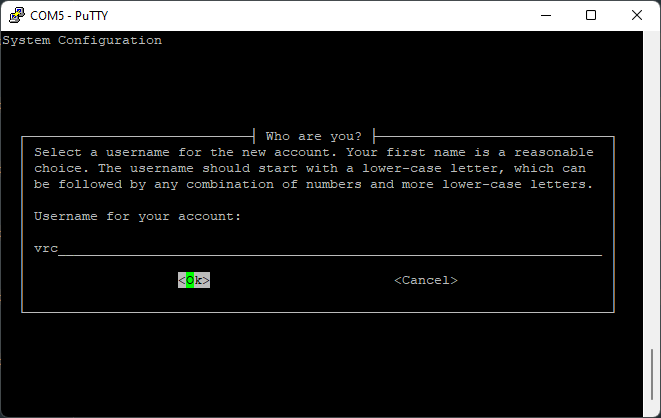 COM5 - PuTTY
System Configuration
Who are you?
Select a username for the new account. Your first name is a reasonable
choice. The username should start with a lower-case letter, which can
be followed by any combination of numbers and more lower-case letters.
Username for your account:
vrc
<Ok> <Cancel>